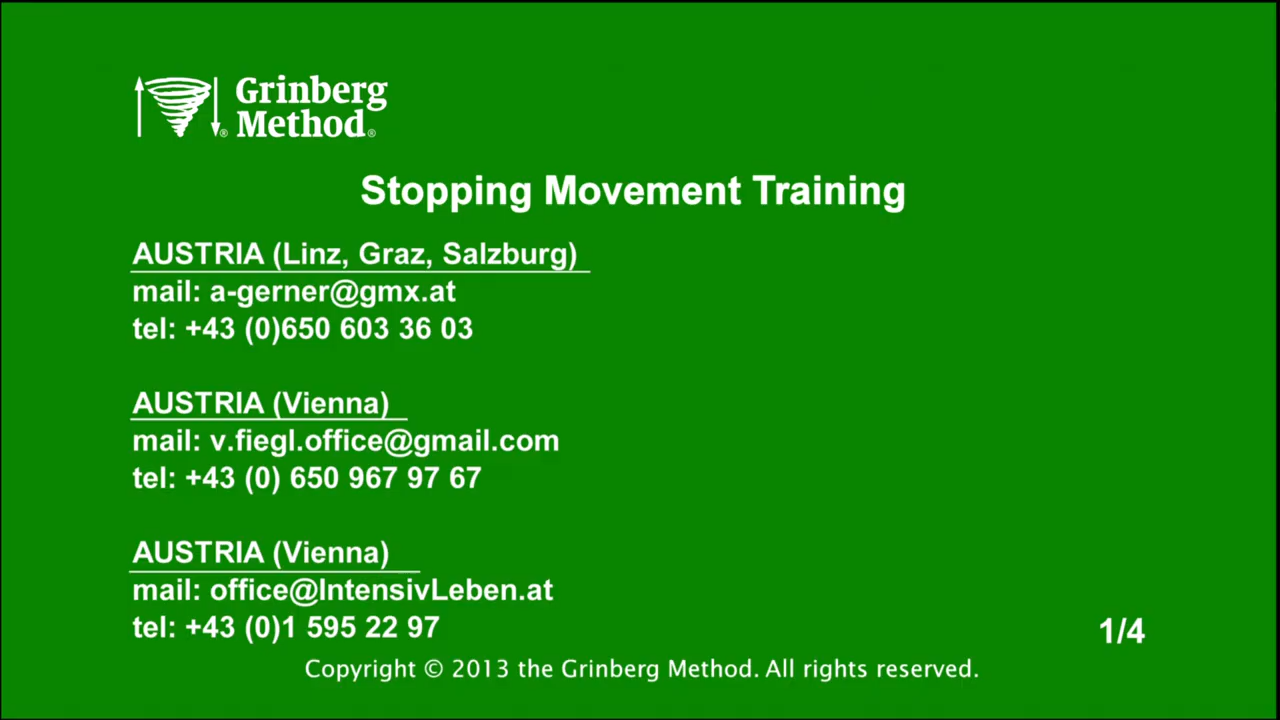 Grinberg
Method®
®
Stopping Movement Training
AUSTRIA (Linz, Graz, Salzburg)
mail: a-gerner@gmx.at
tel: +43 (0)650 603 36 03
AUSTRIA (Vienna)
mail: v.fiegl.office@gmail.com
tel: +43 (0) 650 967 97 67
AUSTRIA (Vienna)
mail: office@IntensivLeben.at
tel: +43 (0)1 595 22 97
1/4
Copyright © 2013 the Grinberg Method. All rights reserved.